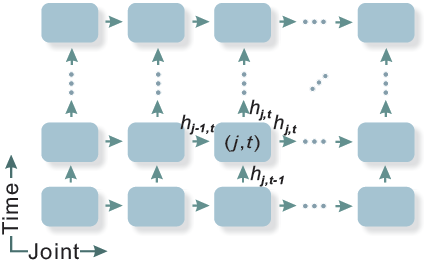 h_{j,t}
h_{j-1,t} (j,t) h_{j,t}
h_{j,t-1}
Time
Joint